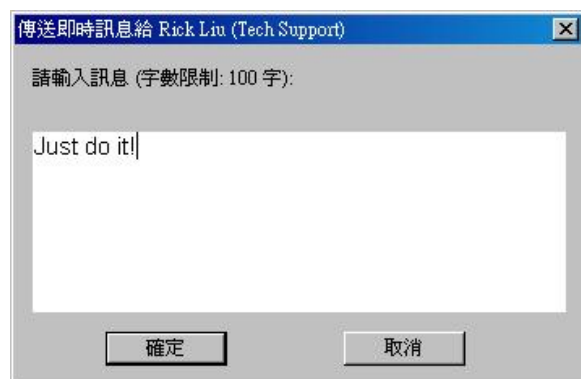 傳送即時訊息給 Rick Liu (Tech Support)
請輸入訊息 (字數限制: 100 字):
Just do it!
確定
取消